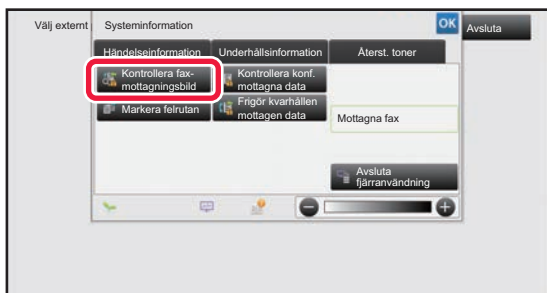 Välj externt
Systeminformation
OK
Avsluta
Händelseinformation
Underhållsinformation
Återst. toner
Kontrollera fax-
mottagningsbild
Kontrollera konf.
mottagna data
Markera felrutan
Frigör kvarhållen
mottagen data
Mottagna fax
Avsluta
fjärranvändning